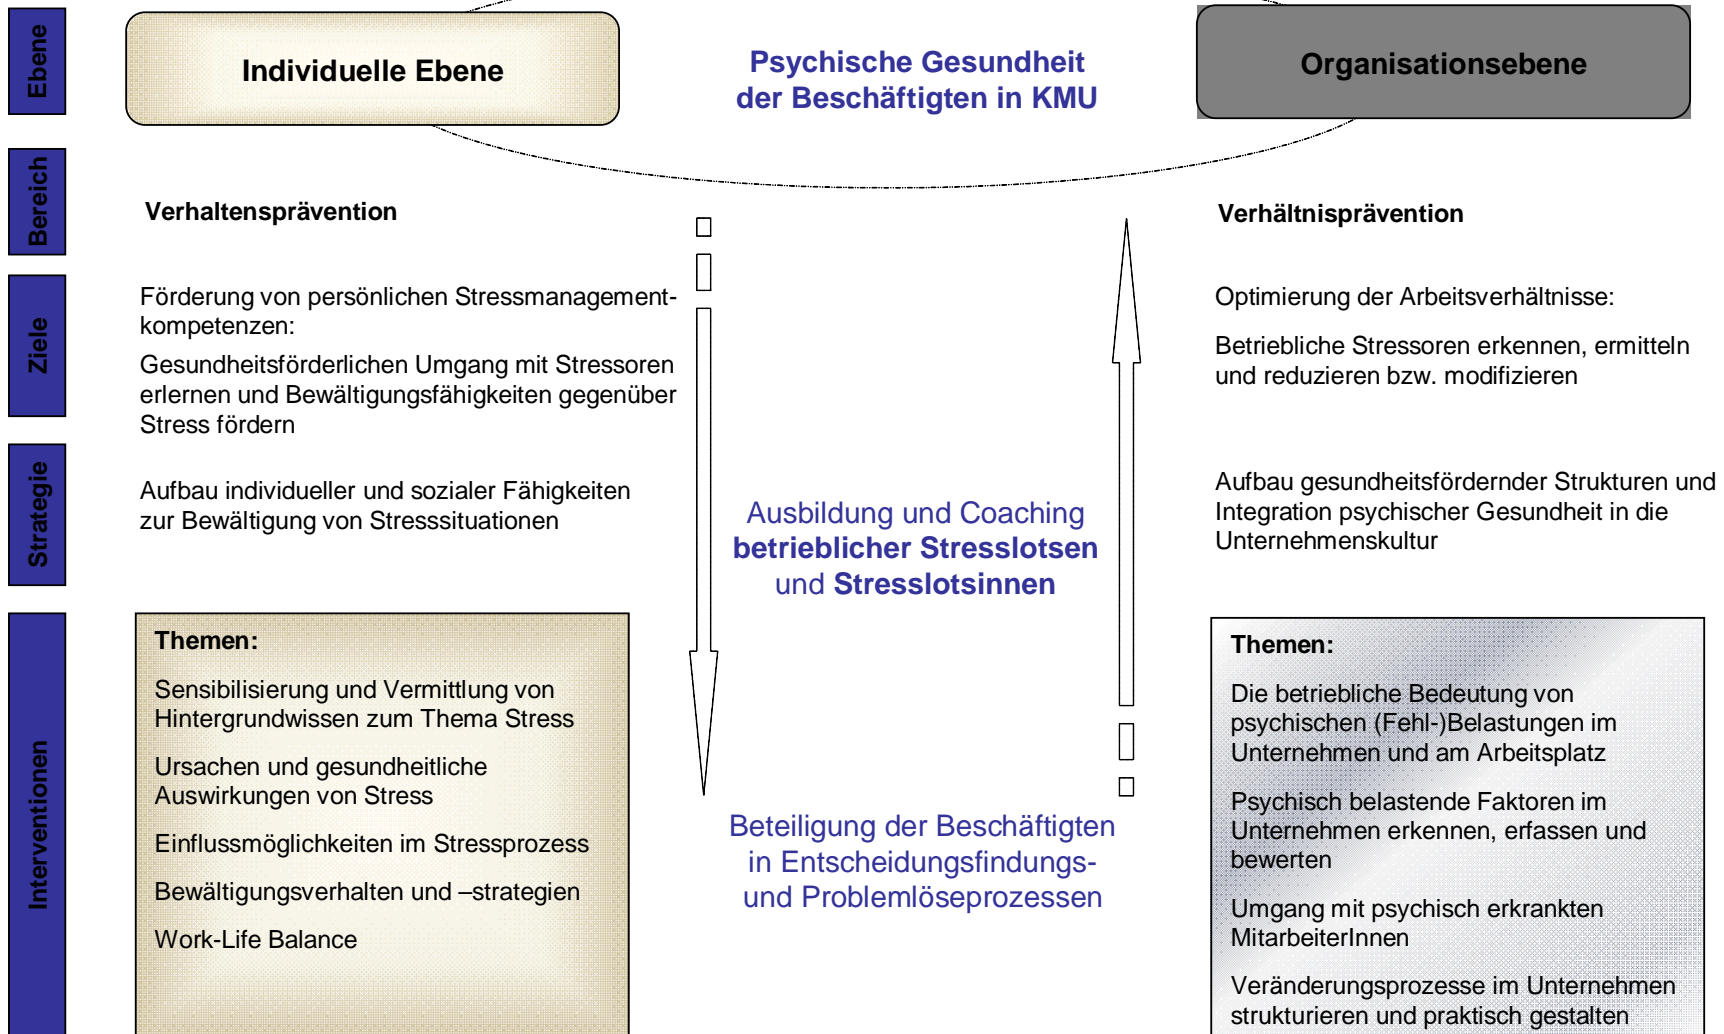 Ebene
Individuelle Ebene
Psychische Gesundheit
der Beschäftigten in KMU
Organisationsebene
Bereich
Verhaltensprävention
Verhältnisprävention
Ziele
Förderung von persönlichen Stressmanagement-
kompetenzen:
Gesundheitsförderlichen Umgang mit Stressoren
erlernen und Bewältigungsfähigkeiten gegenüber
Stress fördern
Optimierung der Arbeitsverhältnisse:
Betriebliche Stressoren erkennen, ermitteln
und reduzieren bzw. modifizieren
Strategie
Aufbau individueller und sozialer Fähigkeiten
zur Bewältigung von Stresssituationen
Ausbildung und Coaching
betrieblicher Stresslotsen
und Stresslotsinnen
Aufbau gesundheitsfördernder Strukturen und
Integration psychischer Gesundheit in die
Unternehmenskultur
Interventionen
Themen:
Sensibilisierung und Vermittlung von
Hintergrundwissen zum Thema Stress
Ursachen und gesundheitliche
Auswirkungen von Stress
Einflussmöglichkeiten im Stressprozess
Bewältigungsverhalten und –strategien
Work-Life Balance
Beteiligung der Beschäftigten
in Entscheidungsfindungs-
und Problemlöseprozessen
Themen:
Die betriebliche Bedeutung von
psychischen (Fehl-)Belastungen im
Unternehmen und am Arbeitsplatz
Psychisch belastende Faktoren im
Unternehmen erkennen, erfassen und
bewerten
Umgang mit psychisch erkrankten
MitarbeiterInnen
Veränderungsprozesse im Unternehmen
strukturieren und praktisch gestalten